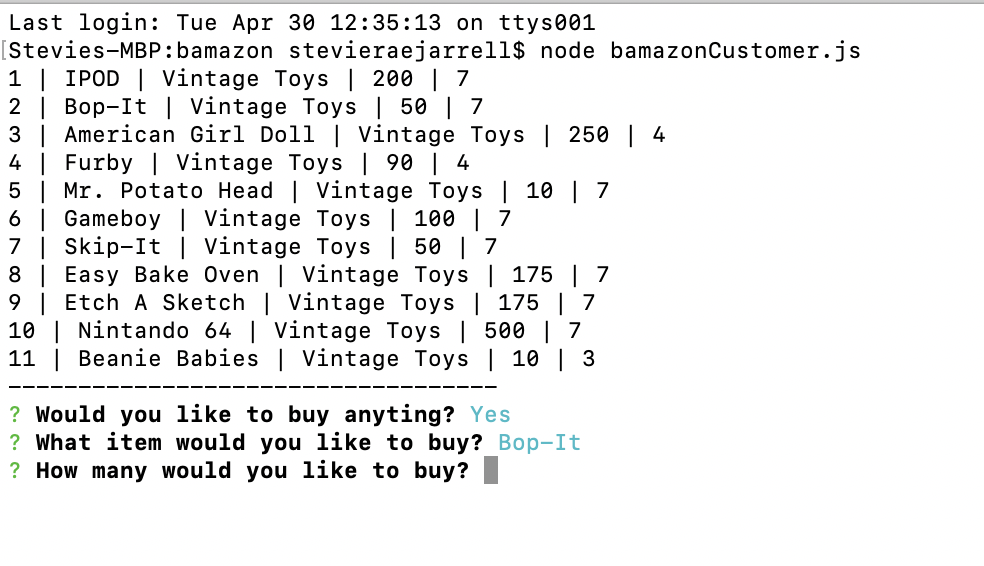 Last login: Tue Apr 30 12:35:13 on ttys001
[Stevies-MBP:bamazon stevieraejarrell$ node bamazonCustomer.js
1 | IPOD | Vintage Toys | 200 | 7
2 | Bop-It | Vintage Toys | 50 | 7
3 | American Girl Doll | Vintage Toys | 250 | 4
4 | Furby | Vintage Toys | 90 | 4
5 | Mr. Potato Head | Vintage Toys | 10 | 7
6 | Gameboy | Vintage Toys | 100 | 7
7 | Skip-It | Vintage Toys | 50 | 7
8 | Easy Bake Oven | Vintage Toys | 175 | 7
9 | Etch A Sketch | Vintage Toys | 175 | 7
10 | Nintando 64 | Vintage Toys | 500 | 7
11 | Beanie Babies | Vintage Toys | 10 | 3
-----------------------------------
? Would you like to buy anyting? Yes
? What item would you like to buy? Bop-It
? How many would you like to buy?